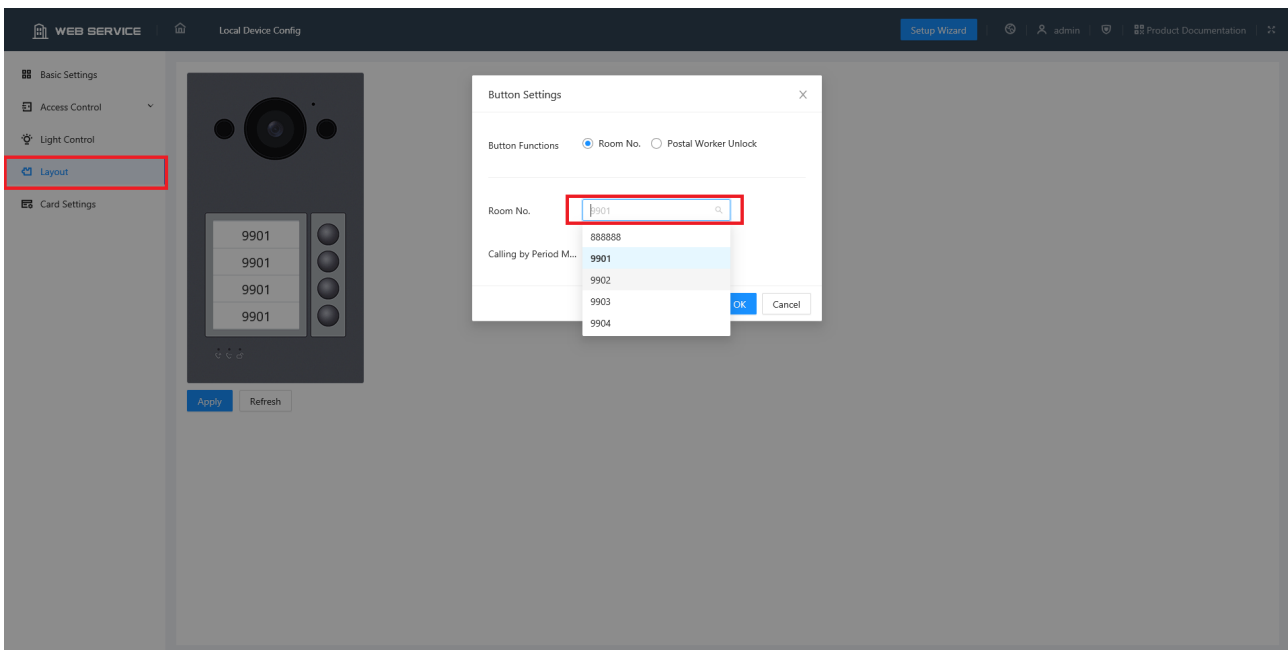 WEB SERVICE
Local Device Config
Setup Wizard
admin
Product Documentation
Basic Settings
Access Control
Light Control
Layout
Card Settings
9901
9901
9901
9901
Apply
Refresh
Button Settings
Button Functions
Room No.
Postal Worker Unlock
Room No.
9901
888888
9901
9902
9903
9904
Calling by Period M...
OK
Cancel